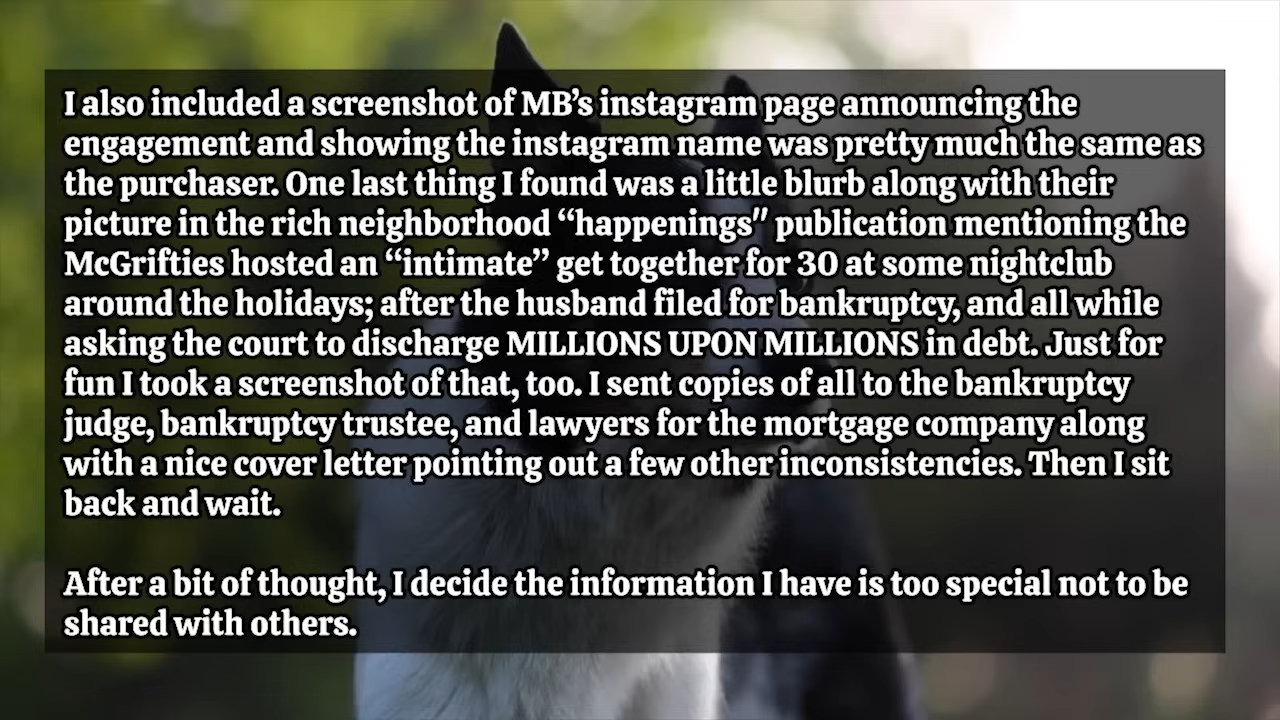 I also included a screenshot of MB’s instagram page announcing the
engagement and showing the instagram name was pretty much the same as
the purchaser. One last thing I found was a little blurb along with their
picture in the rich neighborhood “happenings" publication mentioning the
McGrifties hosted an “intimate” get together for 30 at some nightclub
around the holidays; after the husband filed for bankruptcy, and all while
asking the court to discharge MILLIONS UPON MILLIONS in debt. Just for
fun I took a screenshot of that, too. I sent copies of all to the bankruptcy
judge, bankruptcy trustee, and lawyers for the mortgage company along
with a nice cover letter pointing out a few other inconsistencies. Then I sit
back and wait.
After a bit of thought, I decide the information I have is too special not to be
shared with others.